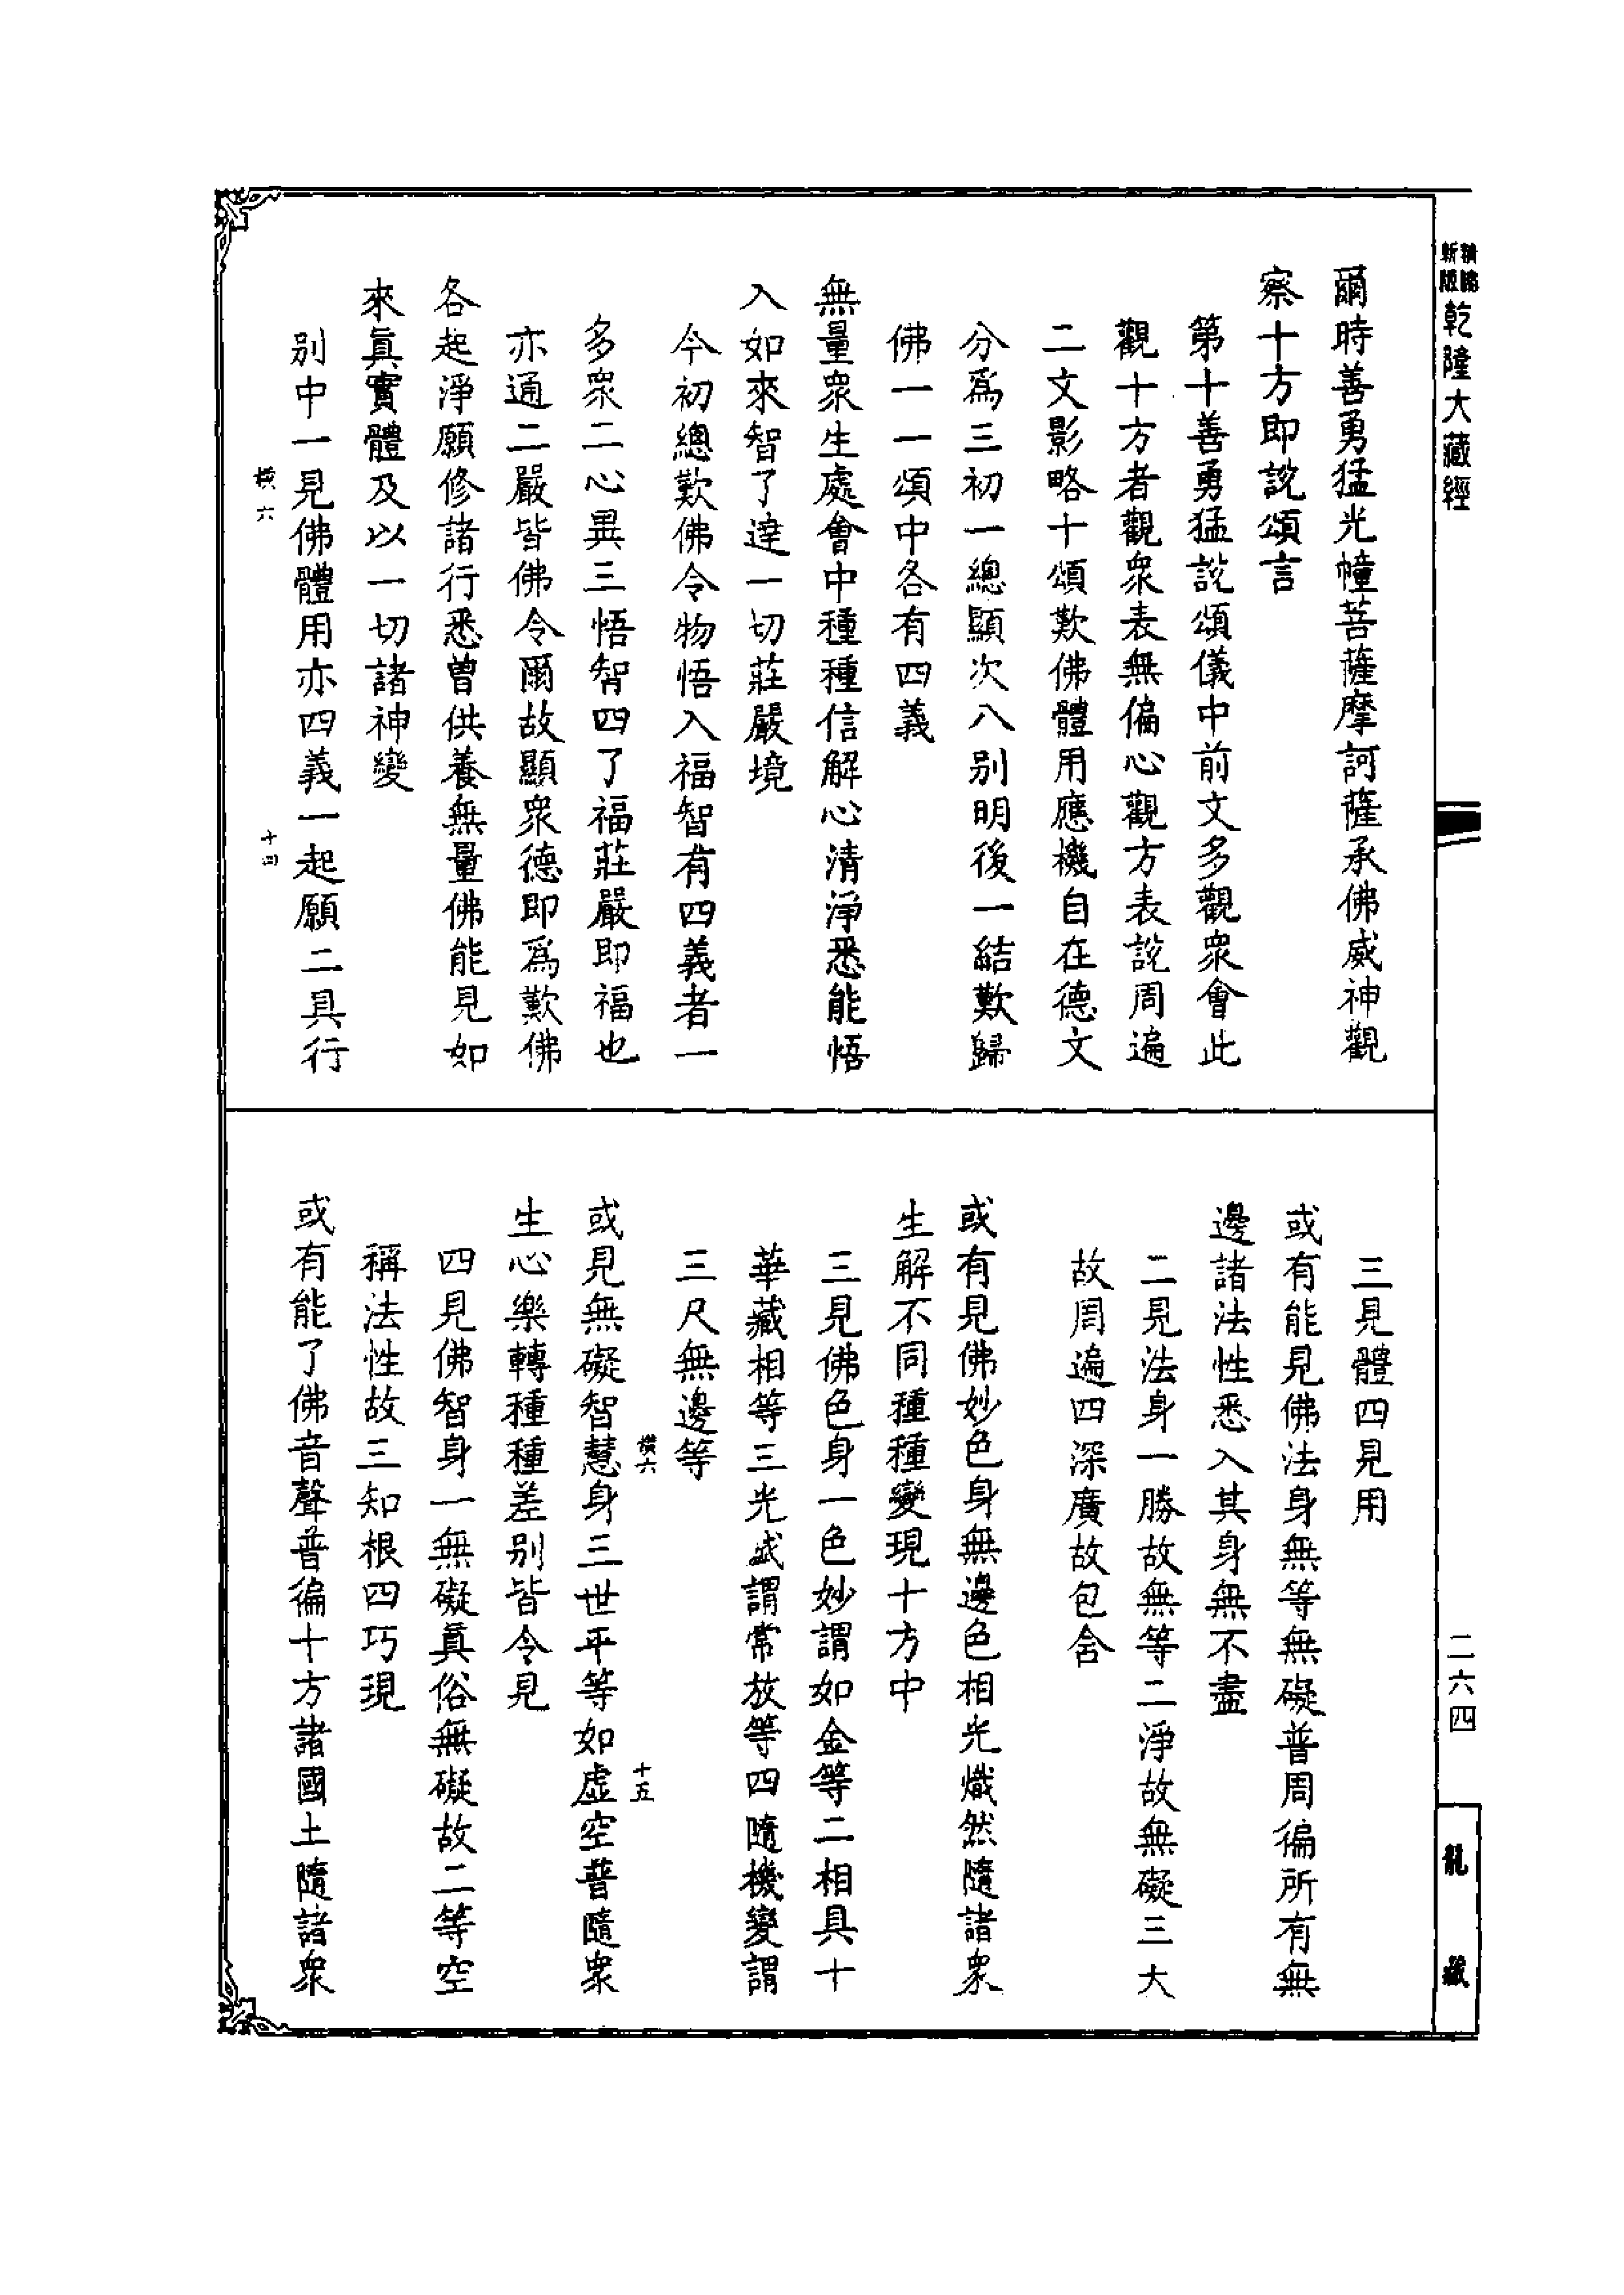 精縮
新版
乾隆大藏經
爾時善勇猛光幢菩薩摩訶薩承佛威神觀
察十方即說頌言
第十善勇猛說頌儀中前文多觀衆會此
觀十方者觀衆表無偏心觀方表說周遍
二文影略十頌歎佛體用應機自在德文
分爲三初一總顯次八別明後一結歎歸
佛一一頌中各有四義
無量衆生處會中種種信解心清淨悉能悟
入如來智了達一切莊嚴境
今初總歎佛令物悟入福智有四義者一
多衆二心異三悟智四了福莊嚴即福也
亦通二嚴皆佛令爾故顯衆德即爲歎佛
各起淨願修諸行悉曾供養無量佛能見如
來眞實體及以一切諸神變
別中一見佛體用亦四義一起願二具行
橫六
十四
三見體四見用
或有能見佛法身無等無礙普周徧所有無
邊諸法性悉入其身無不盡
二見法身一勝故無等二淨故無礙三大
故周遍四深廣故包含
或有見佛妙色身無邊色相光熾然隨諸衆
生解不同種種變現十方中
三見佛色身一色妙謂如金等二相具十
華藏相等三光熾謂常放等四隨機變謂
三尺無邊等
橫六
十五
或見無礙智慧身三世平等如虛空普隨衆
生心樂轉種種差別皆令見
四見佛智身一無礙眞俗無礙故二等空
稱法性故三知根四巧現
或有能了佛音聲普徧十方諸國土隨諸衆
二六四
龍藏